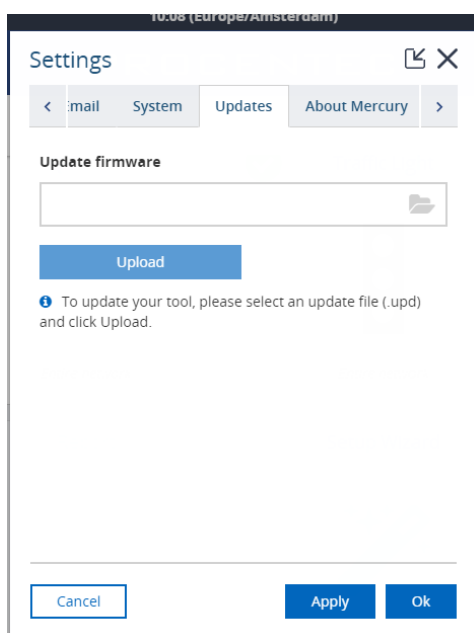 10:08 (Europe/Amsterdam)
Settings
< Email System Updates About Mercury >
Update firmware
Upload
To update your tool, please select an update file (.upd)
and click Upload.
Cancel Apply Ok